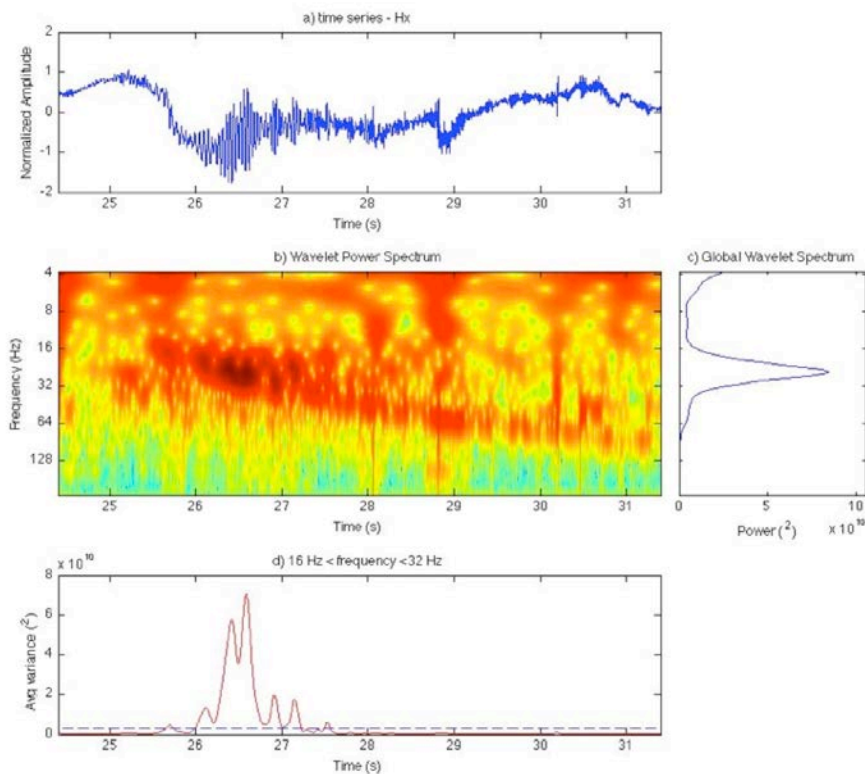 a) time series - Hx
Normalized Amplitude
2
1
0
-1
-2
25 26 27 28 29 30 31
Time (s)
b) Wavelet Power Spectrum
Frequency (Hz)
4
8
16
32
64
128
25 26 27 28 29 30 31
Time (s)
c) Global Wavelet Spectrum
0 5 10
Power (²)
x 10¹⁰
d) 16 Hz < frequency <32 Hz
x 10¹⁰
Avg variance (²)
8
6
4
2
0
25 26 27 28 29 30 31
Time (s)